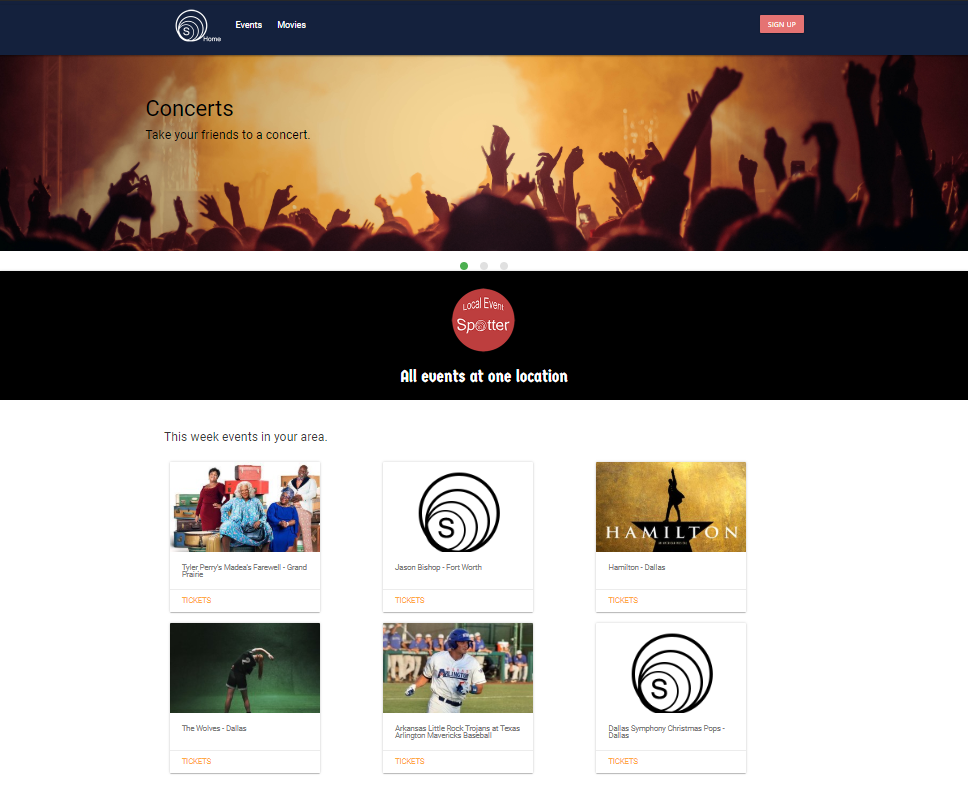 S
Home
Events
Movies
SIGN UP
Concerts
Take your friends to a concert.
Local Event
Spotter
All events at one location
This week events in your area.
S
HAMILTON
Tyler Perry's Madea's Farewell - Grand
Prairie
Jason Bishop - Fort Worth
Hamilton - Dallas
TICKETS
TICKETS
TICKETS
ARLINGTON
S
The Wolves - Dallas
Arkansas Little Rock Trojans at Texas
Arlington Mavericks Baseball
Dallas Symphony Christmas Pops -
Dallas
TICKETS
TICKETS
TICKETS